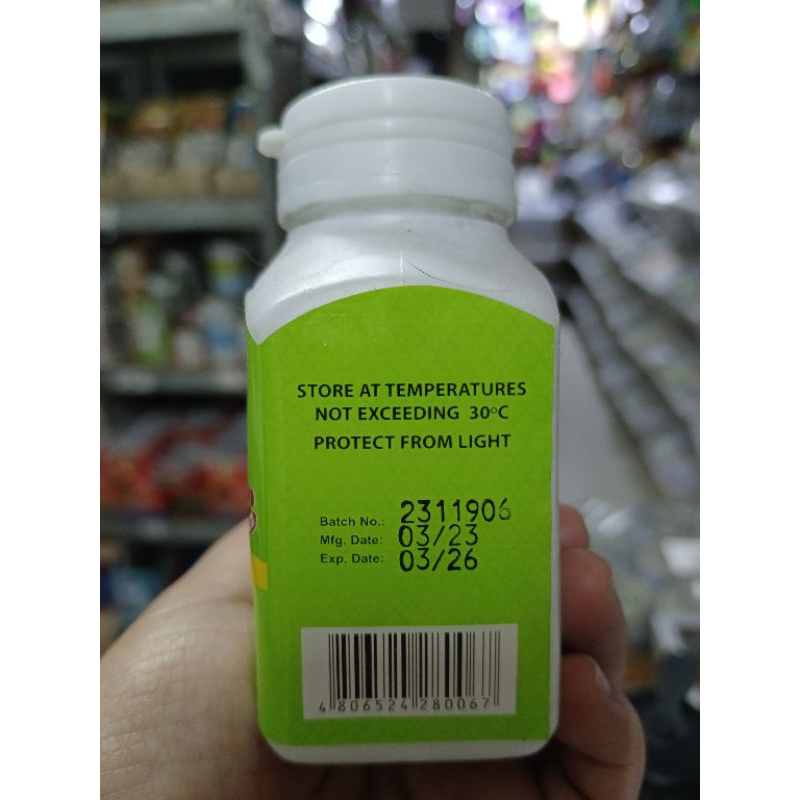 STORE AT TEMPERATURES
NOT EXCEEDING 30°C
PROTECT FROM LIGHT
Batch No.: 2311906
Mfg. Date: 03/23
Exp. Date: 03/26
4 806524 280067